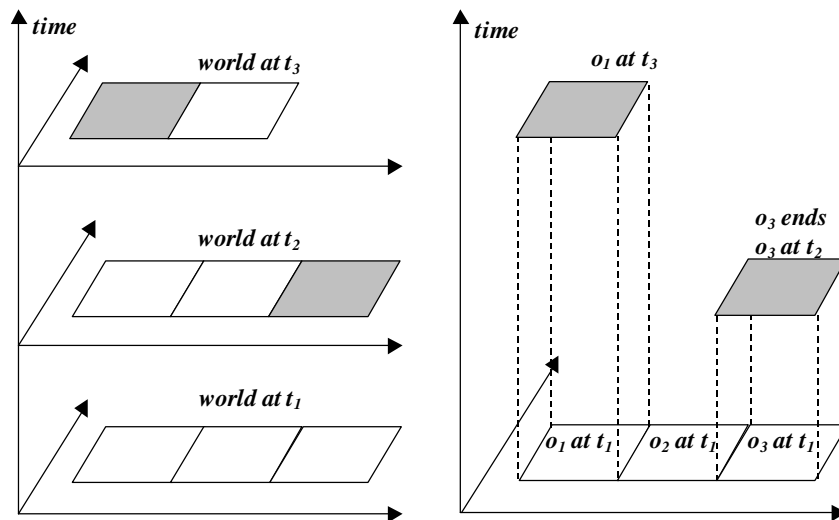 time
world at t3
world at t2
world at t1
time
o1 at t3
o3 ends
o3 at t2
o1 at t1
o2 at t1
o3 at t1